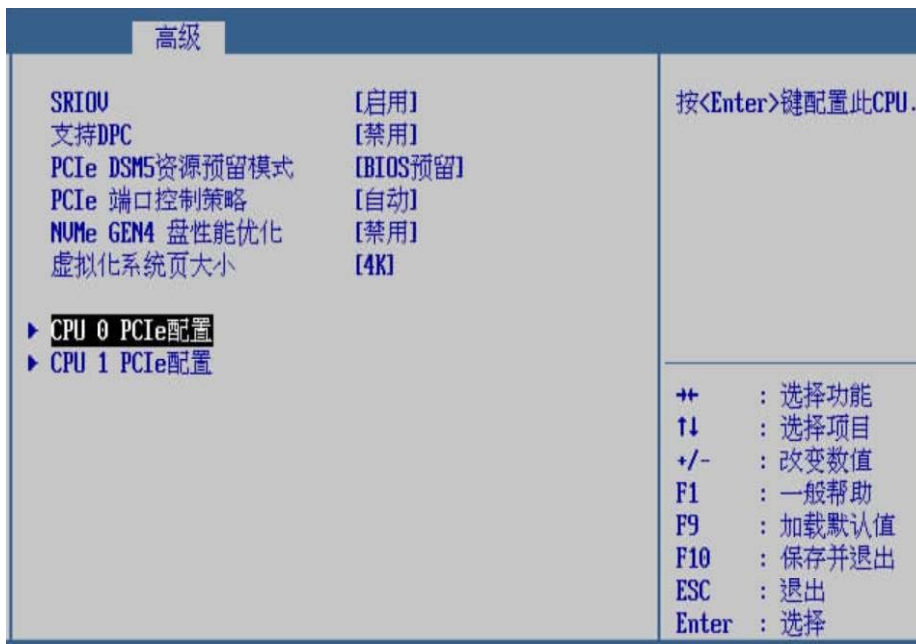 高级
SRIOV [启用]
支持DPC [禁用]
PCIe DSM5资源预留模式 [BIOS预留]
PCIe 端口控制策略 [自动]
NVMe GEN4 盘性能优化 [禁用]
虚拟化系统页大小 [4K]
CPU 0 PCIe配置
CPU 1 PCIe配置
按<Enter>键配置此CPU.
→← : 选择功能
↑↓ : 选择项目
+/- : 改变数值
F1 : 一般帮助
F9 : 加载默认值
F10 : 保存并退出
ESC : 退出
Enter : 选择